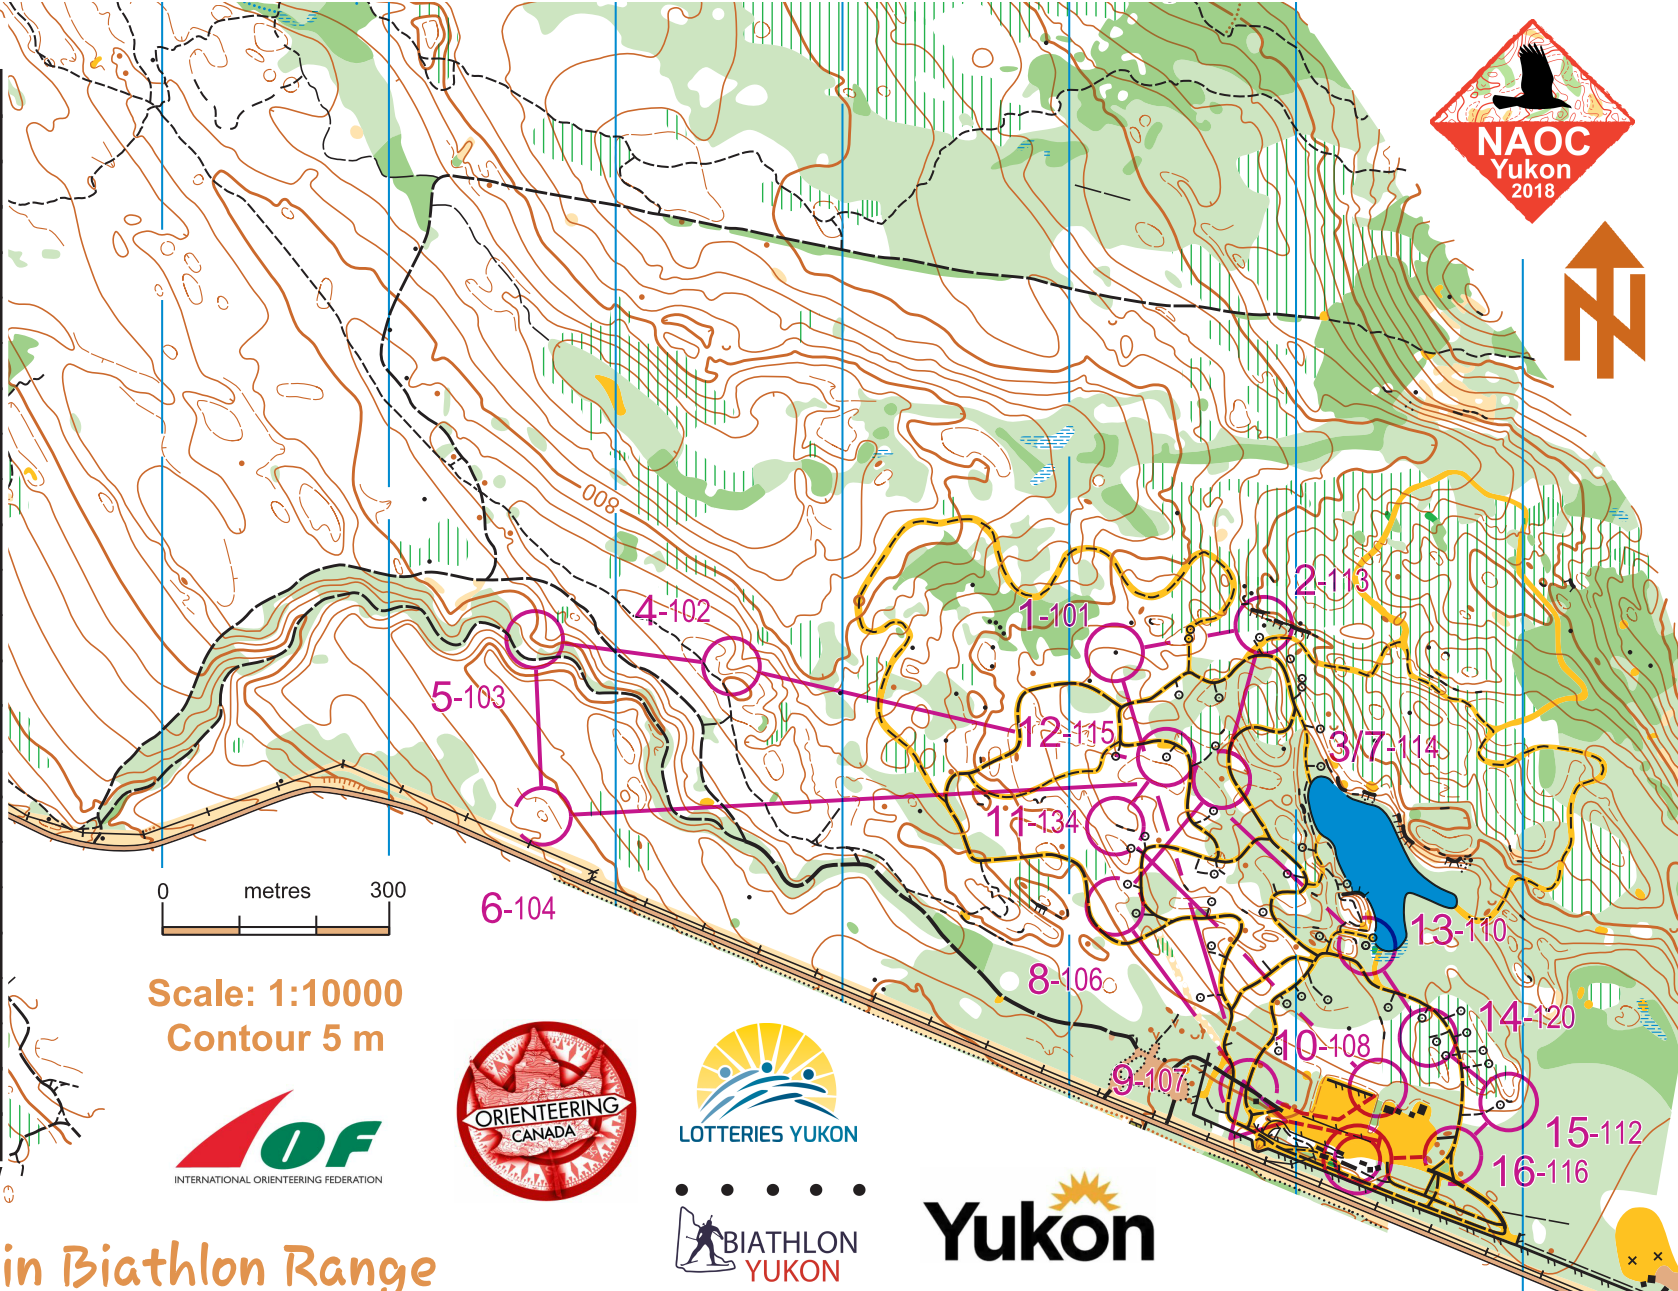 NAOC
Yukon
2018
N
800
2-113
1-101
4-102
5-103
12-115
3/7-114
11-134
6-104
13-110
8-106
14-120
10-108
9-107
15-112
16-116
0 metres 300
Scale: 1:10000
Contour 5 m
IOF
INTERNATIONAL ORIENTEERING FEDERATION
ORIENTEERING
CANADA
LOTTERIES YUKON
BIATHLON
YUKON
Yukon
in Biathlon Range